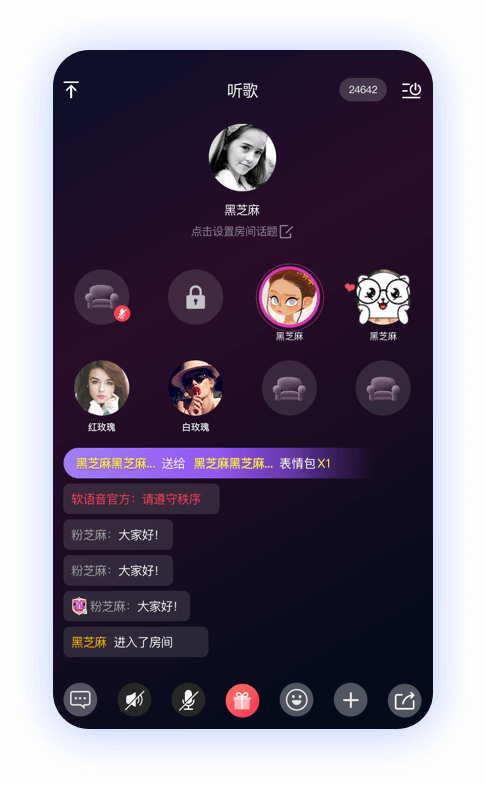 听歌
24642
黑芝麻
点击设置房间话题
黑芝麻
黑芝麻
红玫瑰
白玫瑰
黑芝麻黑芝麻... 送给 黑芝麻黑芝麻... 表情包X1
软语音官方：请遵守秩序
粉芝麻：大家好！
粉芝麻：大家好！
粉芝麻：大家好！
黑芝麻 进入了房间